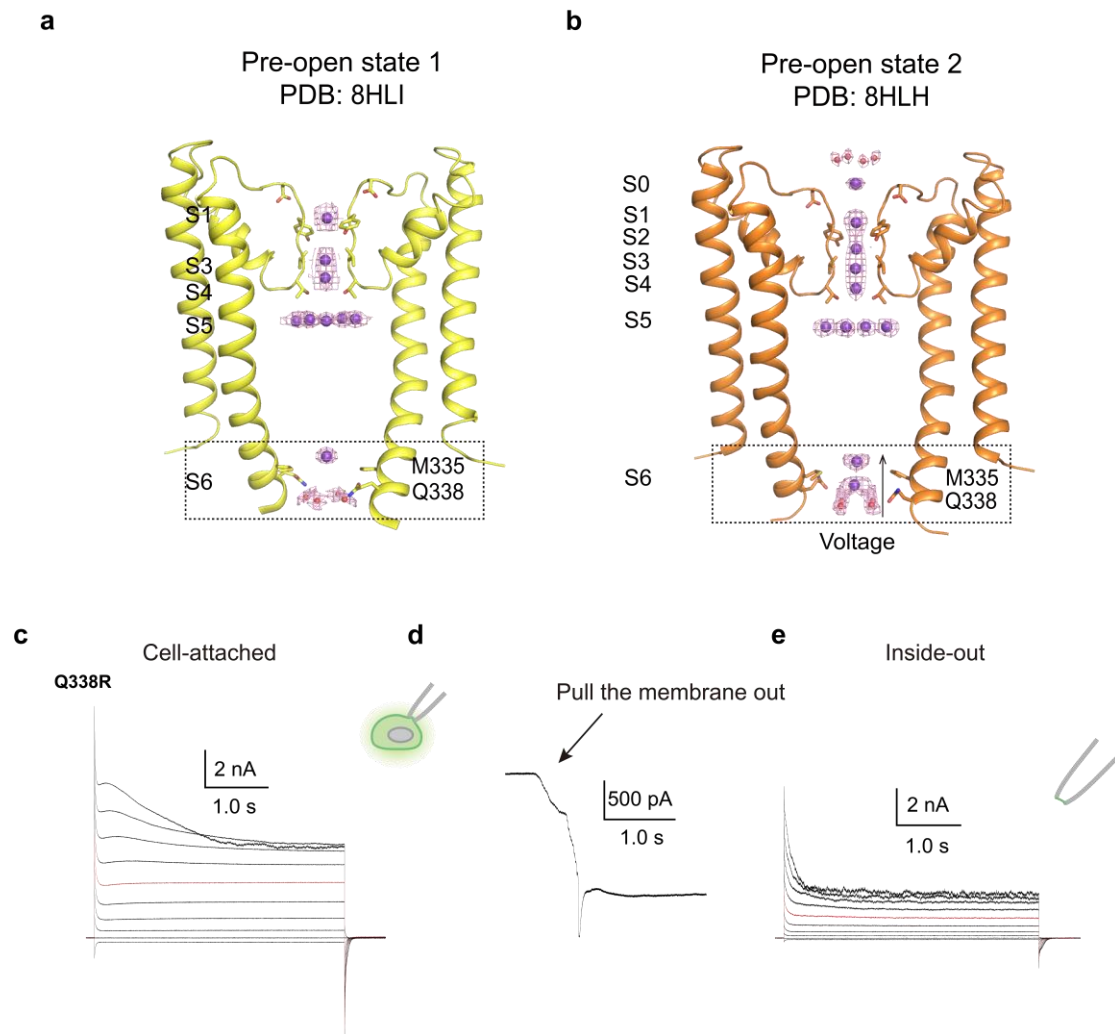 a
Pre-open state 1
PDB: 8HLI
S1
S3
S4
S5
S6
M335
Q338
b
Pre-open state 2
PDB: 8HLH
S0
S1
S2
S3
S4
S5
S6
M335
Q338
Voltage
c
Cell-attached
Q338R
2 nA
1.0 s
d
Pull the membrane out
500 pA
1.0 s
e
Inside-out
2 nA
1.0 s